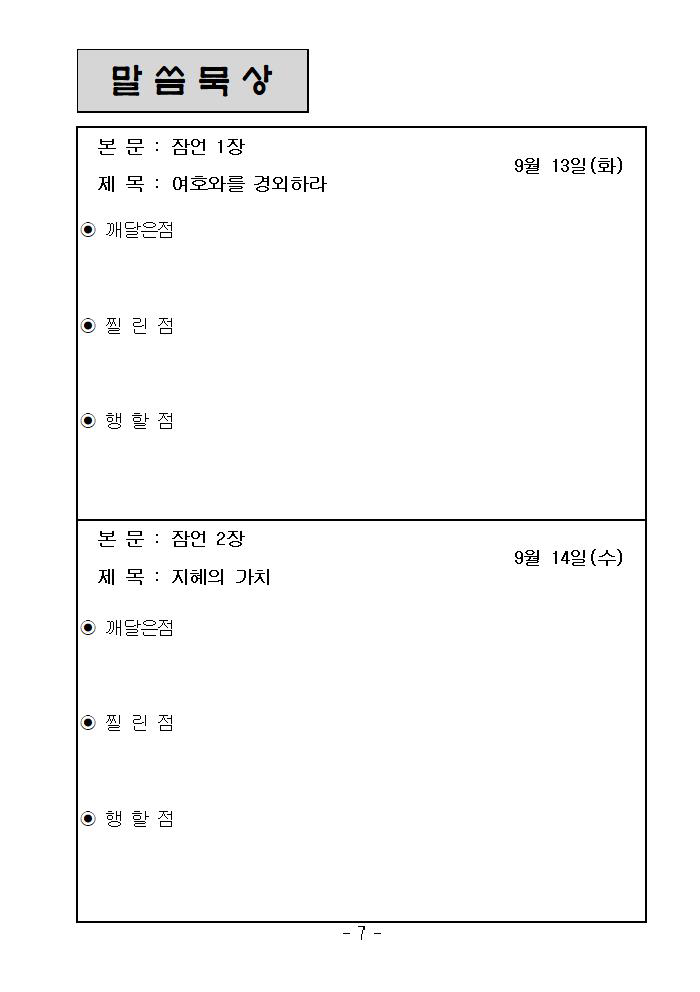 말 씀 묵 상
본 문 : 잠언 1장
9월 13일(화)
제 목 : 여호와를 경외하라
◉ 깨달은점
◉ 찔 린 점
◉ 행 할 점
본 문 : 잠언 2장
9월 14일(수)
제 목 : 지혜의 가치
◉ 깨달은점
◉ 찔 린 점
◉ 행 할 점
- 7 -